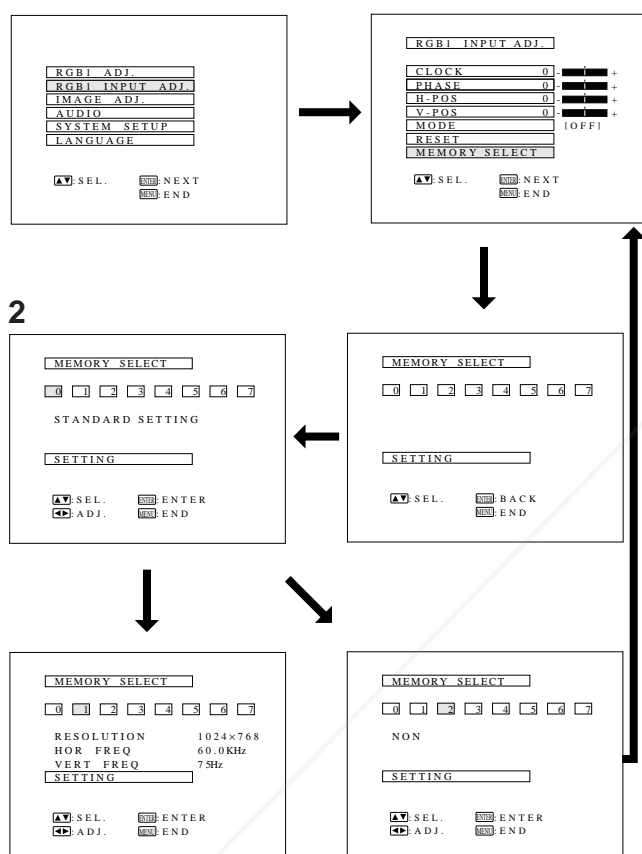 RGB1 ADJ.
RGB1 INPUT ADJ.
IMAGE ADJ.
AUDIO
SYSTEM SETUP
LANGUAGE
▲▼:SEL. ENTER:NEXT
MENU:END
RGB1 INPUT ADJ.
CLOCK 0 - +
PHASE 0 - +
H-POS 0 - +
V-POS 0 - +
MODE [OFF]
RESET
MEMORY SELECT
▲▼:SEL. ENTER:NEXT
MENU:END
2
MEMORY SELECT
0 1 2 3 4 5 6 7
STANDARD SETTING
SETTING
▲▼:SEL. ENTER:ENTER
◀▶:ADJ. MENU:END
MEMORY SELECT
0 1 2 3 4 5 6 7
SETTING
▲▼:SEL. ENTER:BACK
MENU:END
MEMORY SELECT
0 1 2 3 4 5 6 7
RESOLUTION 1024×768
HOR FREQ 60.0KHz
VERT FREQ 75Hz
SETTING
▲▼:SEL. ENTER:ENTER
◀▶:ADJ. MENU:END
MEMORY SELECT
0 1 2 3 4 5 6 7
NON
SETTING
▲▼:SEL. ENTER:ENTER
◀▶:ADJ. MENU:END